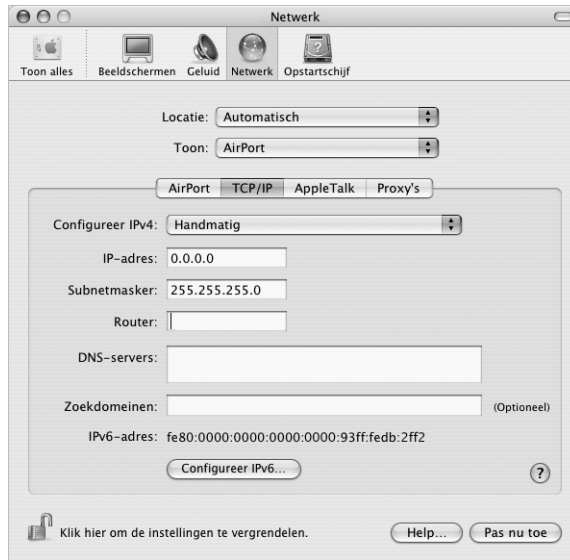 Netwerk
Toon alles Beeldschermen Geluid Netwerk Opstartschijf
Locatie: Automatisch
Toon: AirPort
AirPort TCP/IP AppleTalk Proxy's
Configureer IPv4: Handmatig
IP-adres: 0.0.0.0
Subnetmasker: 255.255.255.0
Router:
DNS-servers:
Zoekdomeinen: (Optioneel)
IPv6-adres: fe80:0000:0000:0000:0000:93ff:fedb:2ff2
Configureer IPv6...
?
Klik hier om de instellingen te vergrendelen. Help... Pas nu toe